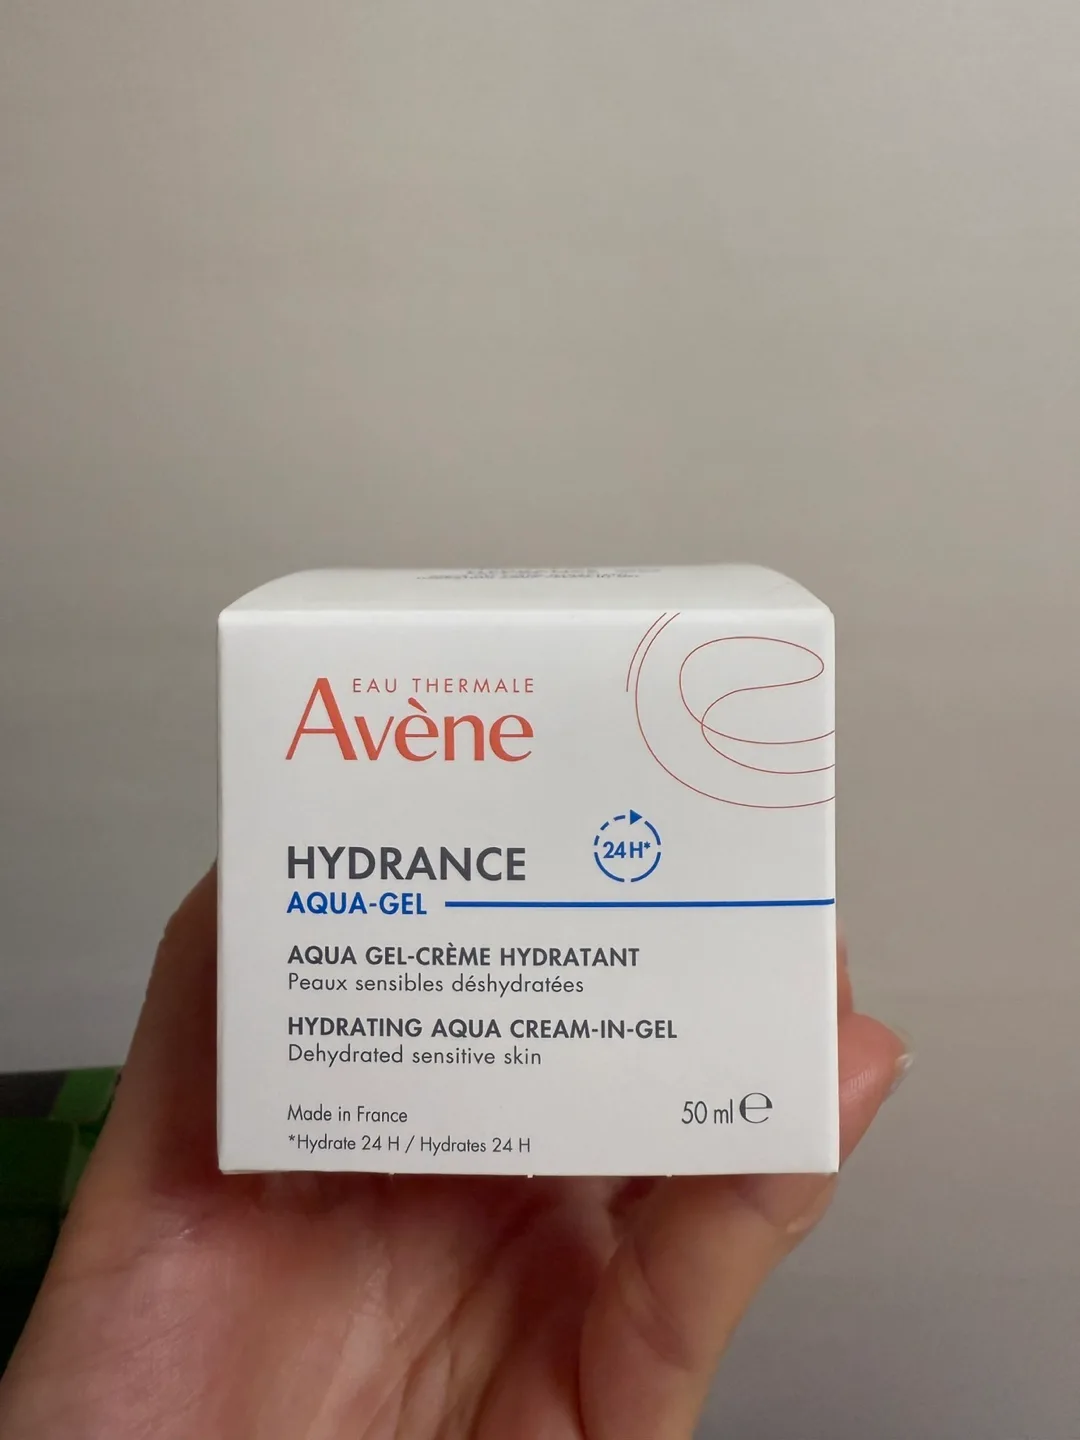 EAU THERMALE
Avène
24H*
HYDRANCE
AQUA-GEL
AQUA GEL-CRÈME HYDRATANT
Peaux sensibles déshydratées
HYDRATING AQUA CREAM-IN-GEL
Dehydrated sensitive skin
Made in France
50 ml ℮
*Hydrate 24 H / Hydrates 24 H